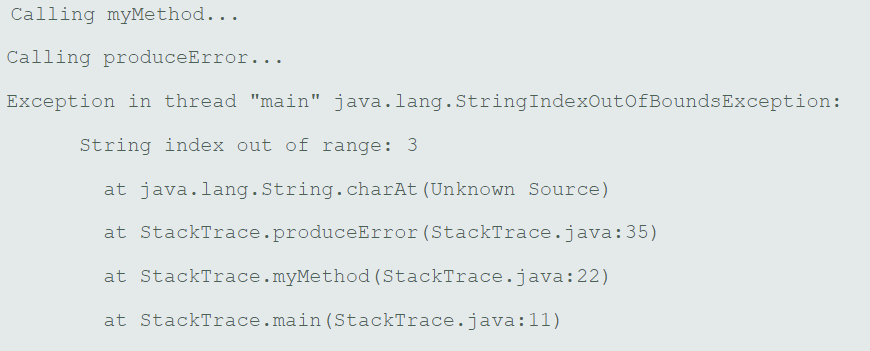 Calling myMethod...
Calling produceError...
Exception in thread "main" java.lang.StringIndexOutOfBoundsException:
String index out of range: 3
at java.lang.String.charAt(Unknown Source)
at StackTrace.produceError(StackTrace.java:35)
at StackTrace.myMethod(StackTrace.java:22)
at StackTrace.main(StackTrace.java:11)